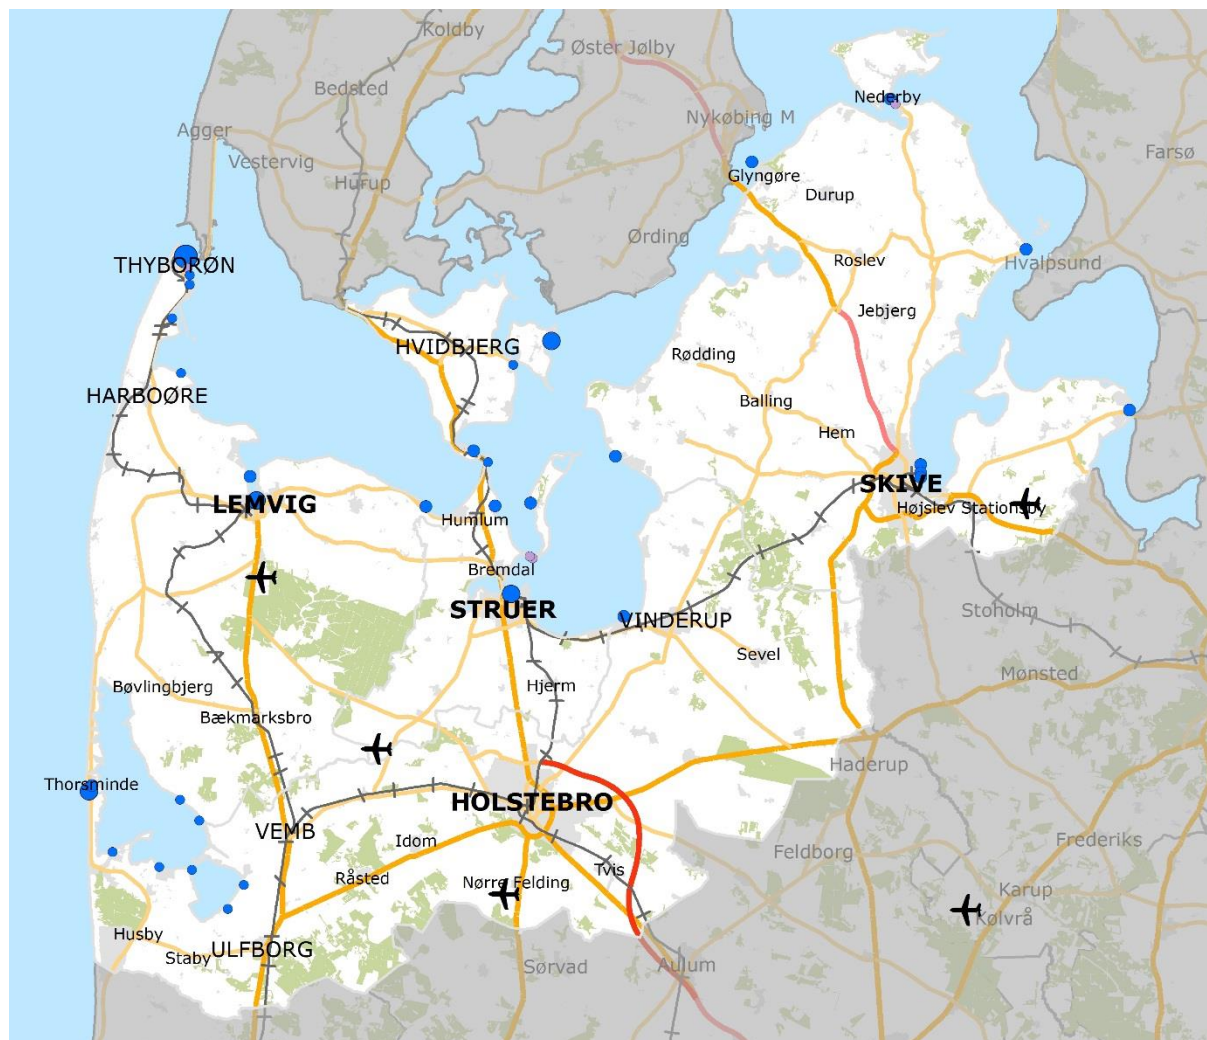 Koldby
Øster Jølby
Bedsted
Nederby
Nykøbing M
Agger
Vestervig
Farsø
Hurup
Glyngøre
Durup
Ørding
THYBORØN
Roslev
Hvalpsund
Jebjerg
HVIDBJERG
Rødding
HARBOØRE
Balling
Hem
SKIVE
LEMVIG
Højslev Stationsby
Humlum
Bremdal
STRUER
Stoholm
VINDERUP
Sevel
Mønsted
Bøvlingbjerg
Hjerm
Bækmarksbro
Haderup
Thorsminde
HOLSTEBRO
VEMB
Idom
Frederiks
Feldborg
Tvis
Råsted
Nørre Felding
Karup
Kølvrå
Husby
ULFBORG
Staby
Sørvad
Aulum